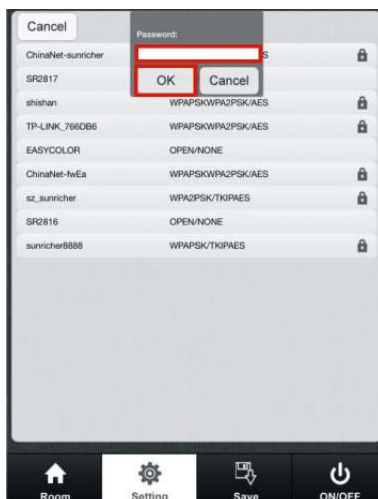 Cancel
Password:
ChinaNet-sunricher S
SR2817
OK Cancel
shishan WPAPSKWPA2PSK/AES
TP-LINK_766DB6 WPAPSKWPA2PSK/AES
EASYCOLOR OPEN/NONE
ChinaNet-fwEa WPAPSKWPA2PSK/AES
sz_sunricher WPA2PSK/TKIPAES
SR2816 OPEN/NONE
sunricher8888 WPAPSK/TKIPAES
Room Setting Save ON/OFF